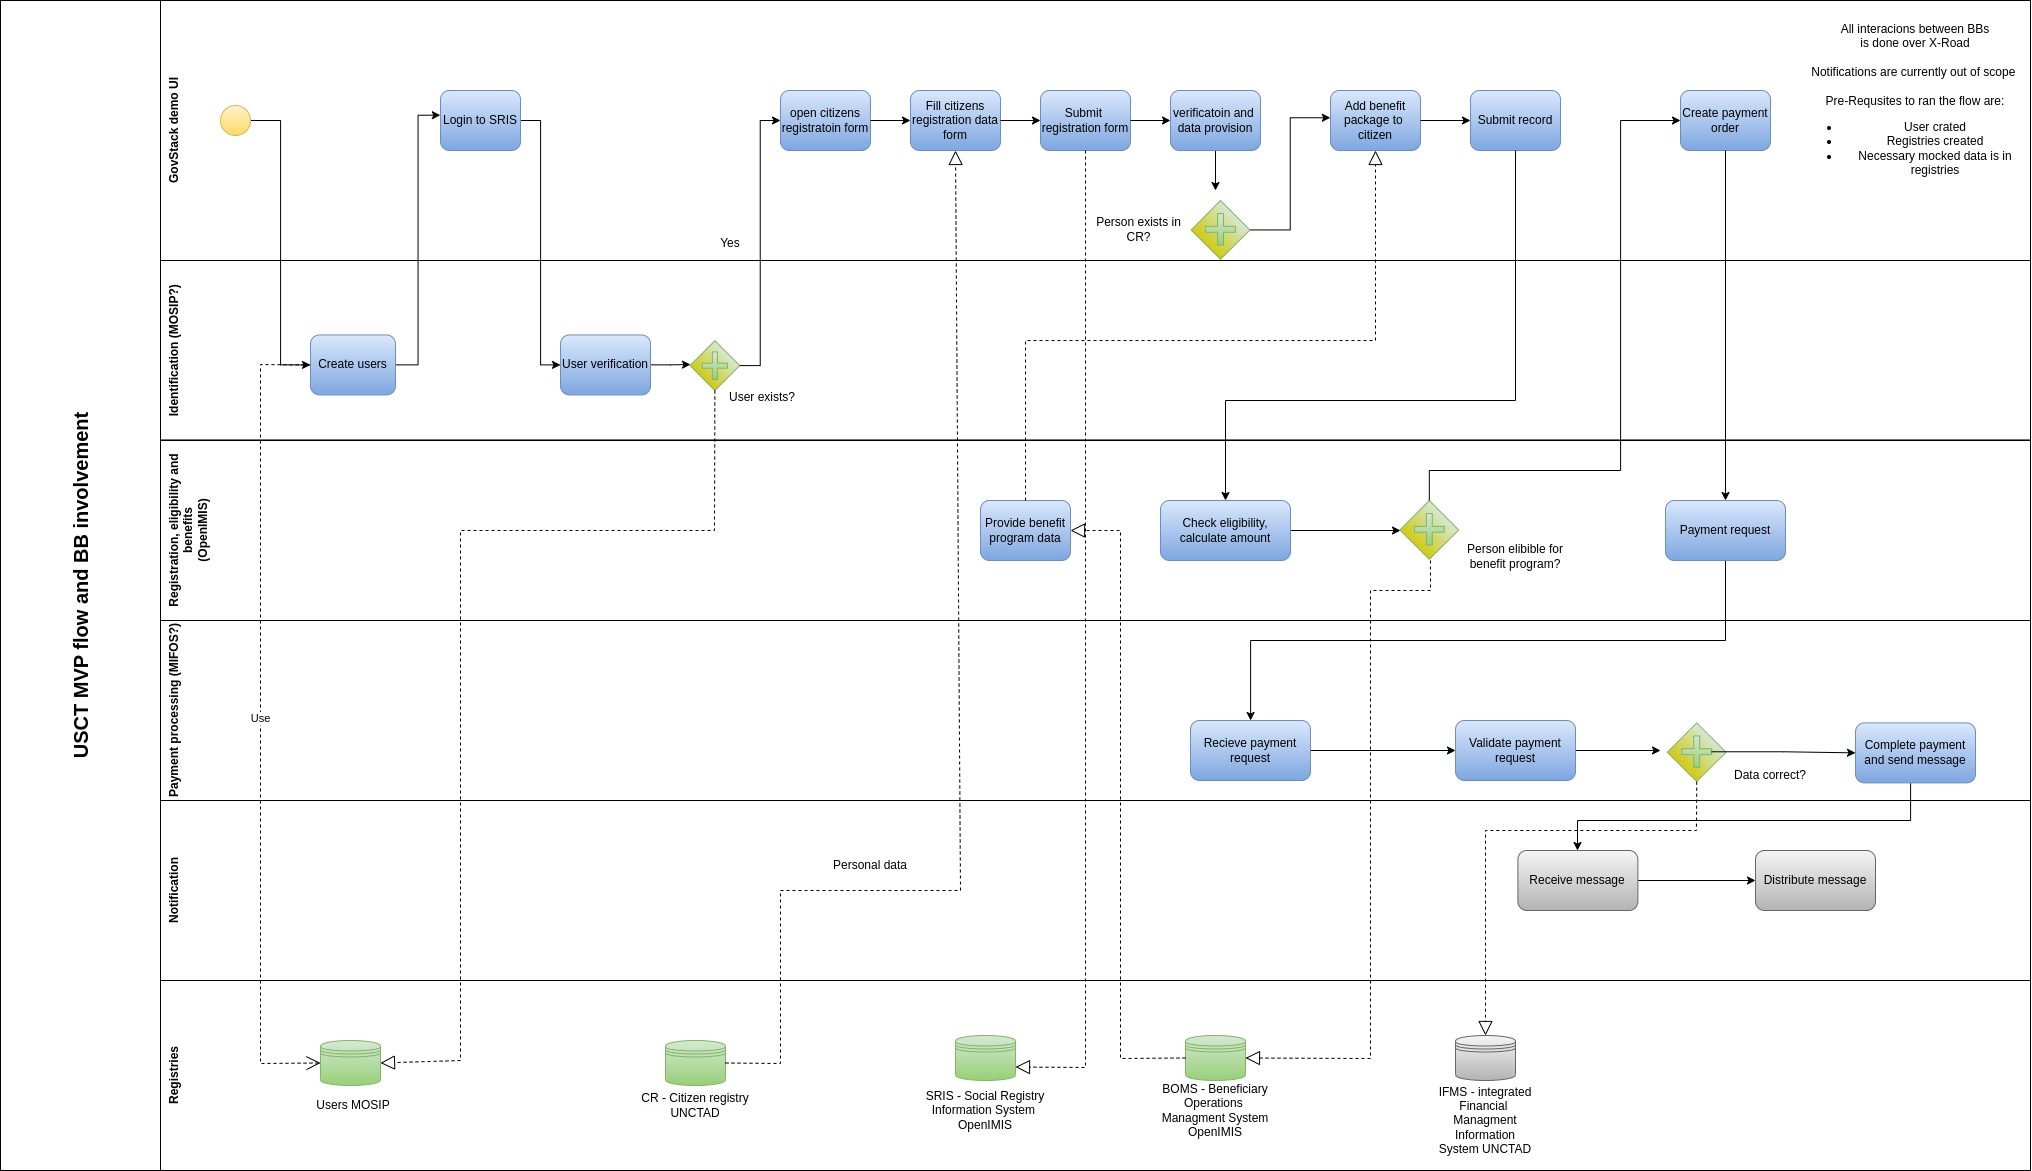 USCT MVP flow and BB involvement
GovStack demo UI
Login to SRIS
open citizens
registratoin form
Fill citizens
registration data
form
Submit
registration form
verificatoin and
data provision
Add benefit
package to
citizen
Submit record
Create payment
order
All interacions between BBs
is done over X-Road
Notifications are currently out of scope
Pre-Requsites to ran the flow are:
User crated
Registries created
Necessary mocked data is in
registries
Person exists in
CR?
Yes
Identification (MOSIP?)
Create users
User verification
User exists?
Registration, eligibility and
benefits
(OpenIMIS)
Provide benefit
program data
Check eligibility,
calculate amount
Person elibible for
benefit program?
Payment request
Payment processing (MIFOS?)
Use
Recieve payment
request
Validate payment
request
Data correct?
Complete payment
and send message
Notification
Personal data
Receive message
Distribute message
Registries
Users MOSIP
CR - Citizen registry
UNCTAD
SRIS - Social Registry
Information System
OpenIMIS
BOMS - Beneficiary
Operations
Managment System
OpenIMIS
IFMS - integrated
Financial
Managment
Information
System UNCTAD